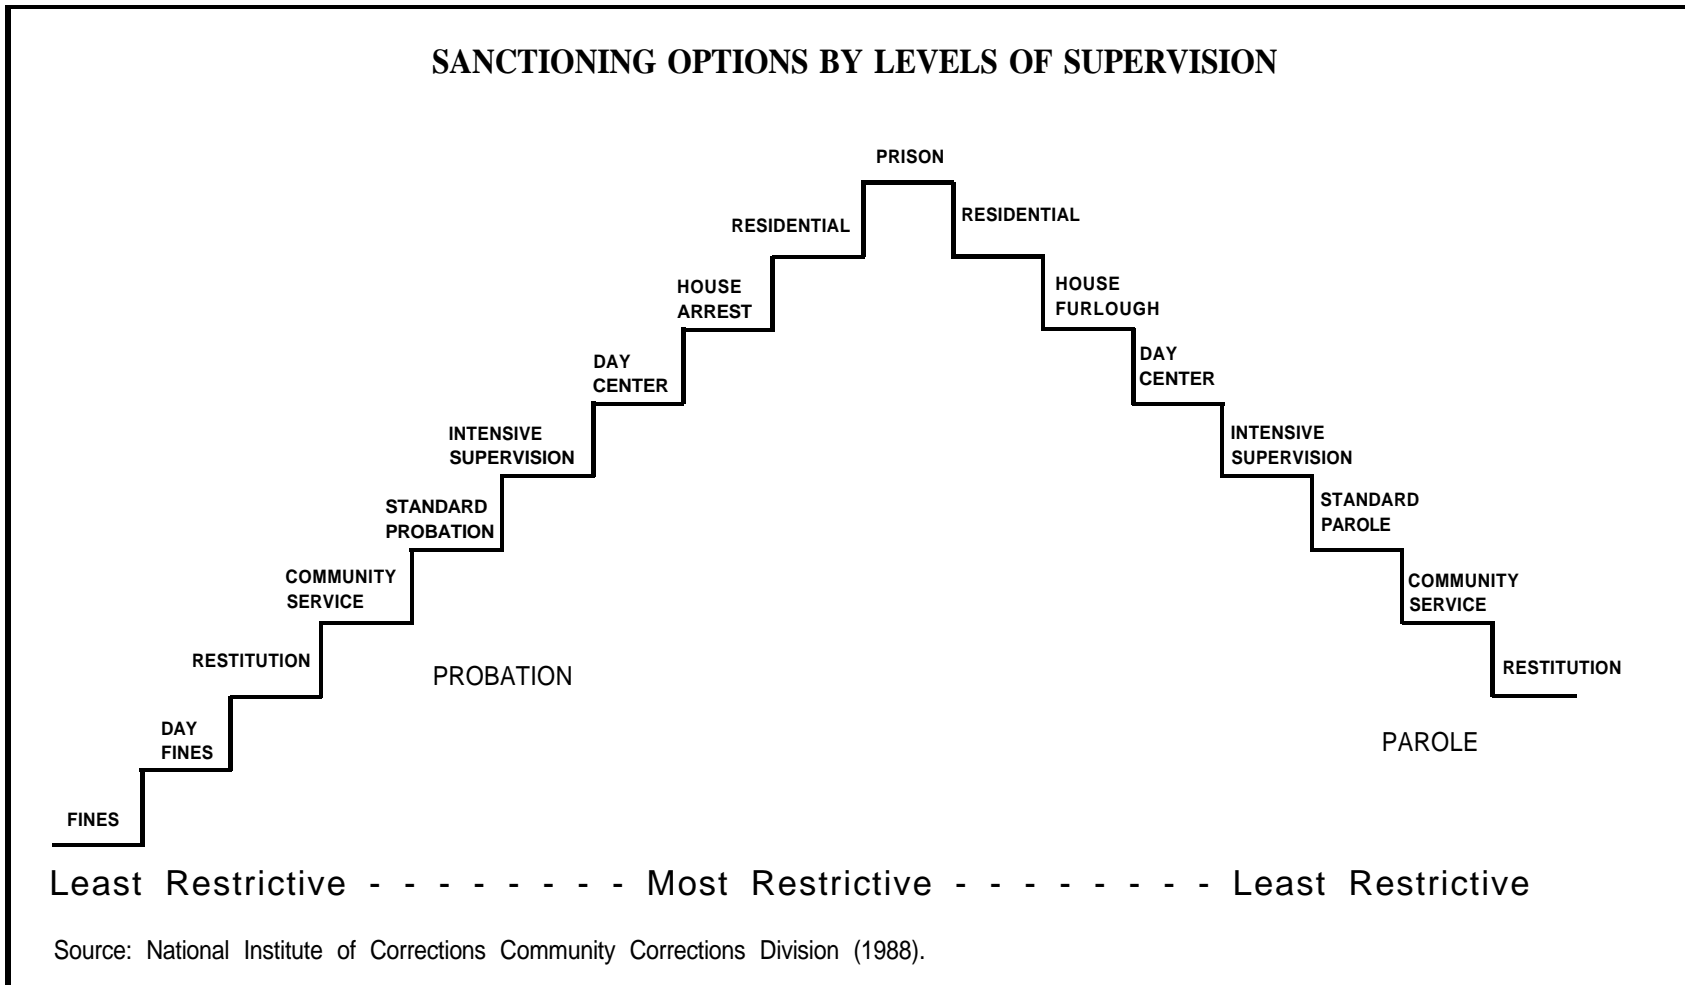 SANCTIONING OPTIONS BY LEVELS OF SUPERVISION
PRISON
RESIDENTIAL
RESIDENTIAL
HOUSE
ARREST
HOUSE
FURLOUGH
DAY
CENTER
DAY
CENTER
INTENSIVE
SUPERVISION
INTENSIVE
SUPERVISION
STANDARD
PROBATION
STANDARD
PAROLE
COMMUNITY
SERVICE
COMMUNITY
SERVICE
RESTITUTION
RESTITUTION
PROBATION
DAY
FINES
PAROLE
FINES
Least Restrictive - - - - - - - - Most Restrictive - - - - - - - - Least Restrictive
Source: National Institute of Corrections Community Corrections Division (1988).